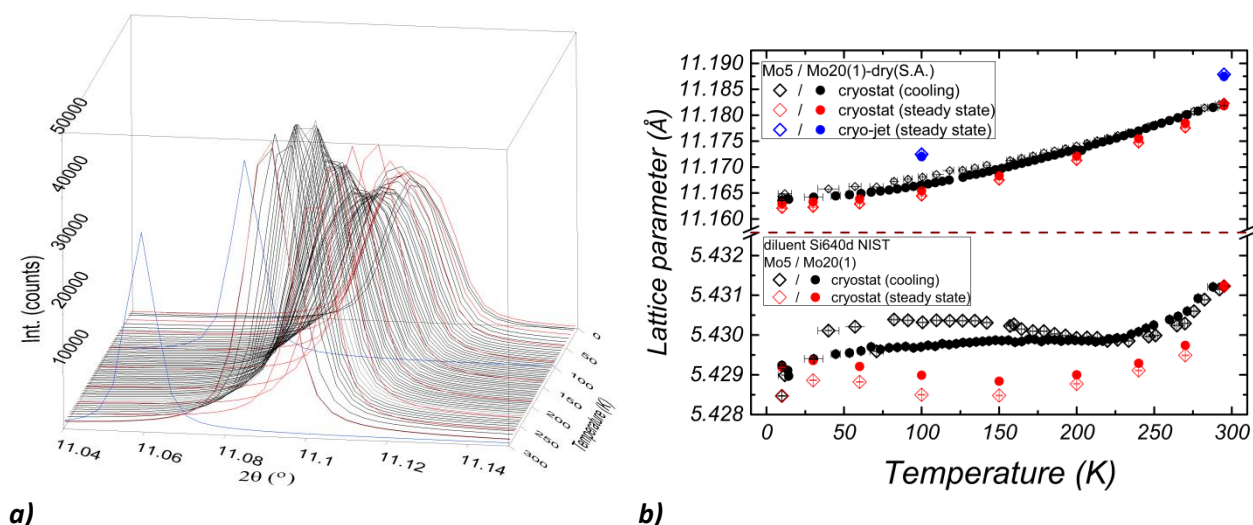 50000
40000
30000
20000
10000
Int. (counts)
11.04
11.06
11.08
11.1
11.12
11.14
2θ (°)
0
50
100
150
200
250
300
Temperature (K)
a)
11.190
11.185
11.180
11.175
11.170
11.165
11.160
5.432
5.431
5.430
5.429
5.428
Lattice parameter (Å)
Mo5 / Mo20(1)-dry(S.A.)
/ cryostat (cooling)
/ cryostat (steady state)
/ cryo-jet (steady state)
diluent Si640d NIST
Mo5 / Mo20(1)
/ cryostat (cooling)
/ cryostat (steady state)
0 50 100 150 200 250 300
Temperature (K)
b)